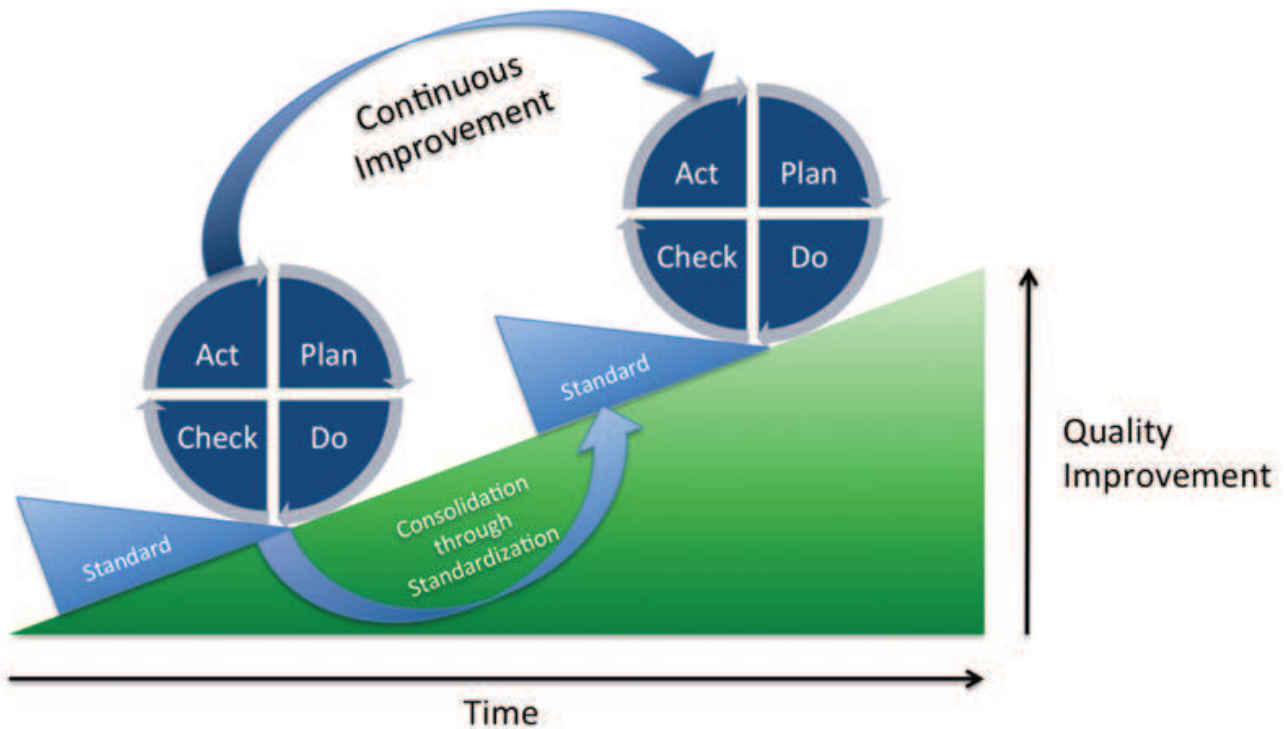 Continuous
Improvement
Act
Plan
Check
Do
Act
Plan
Check
Do
Standard
Standard
Consolidation
through
Standardization
Quality
Improvement
Time